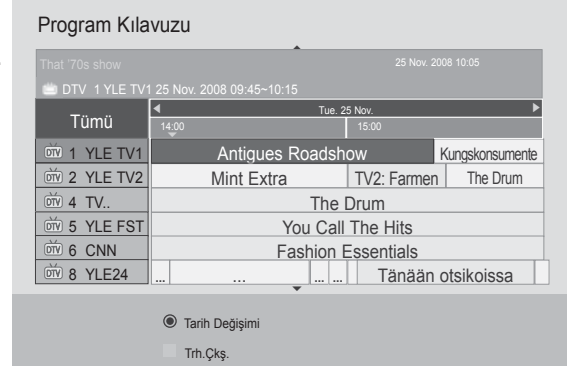 Program Kılavuzu
That '70s show 25 Nov. 2008 10:05
DTV 1 YLE TV1 25 Nov. 2008 09:45~10:15
Tümü
Tue. 25 Nov.
14:00 15:00
DTV 1 YLE TV1 Antigues Roadshow Kungskonsumente
DTV 2 YLE TV2 Mint Extra TV2: Farmen The Drum
DTV 4 TV.. The Drum
DTV 5 YLE FST You Call The Hits
DTV 6 CNN Fashion Essentials
DTV 8 YLE24 ... ... ... ... Tänään otsikoissa
Tarih Değişimi
Trh.Çkş.